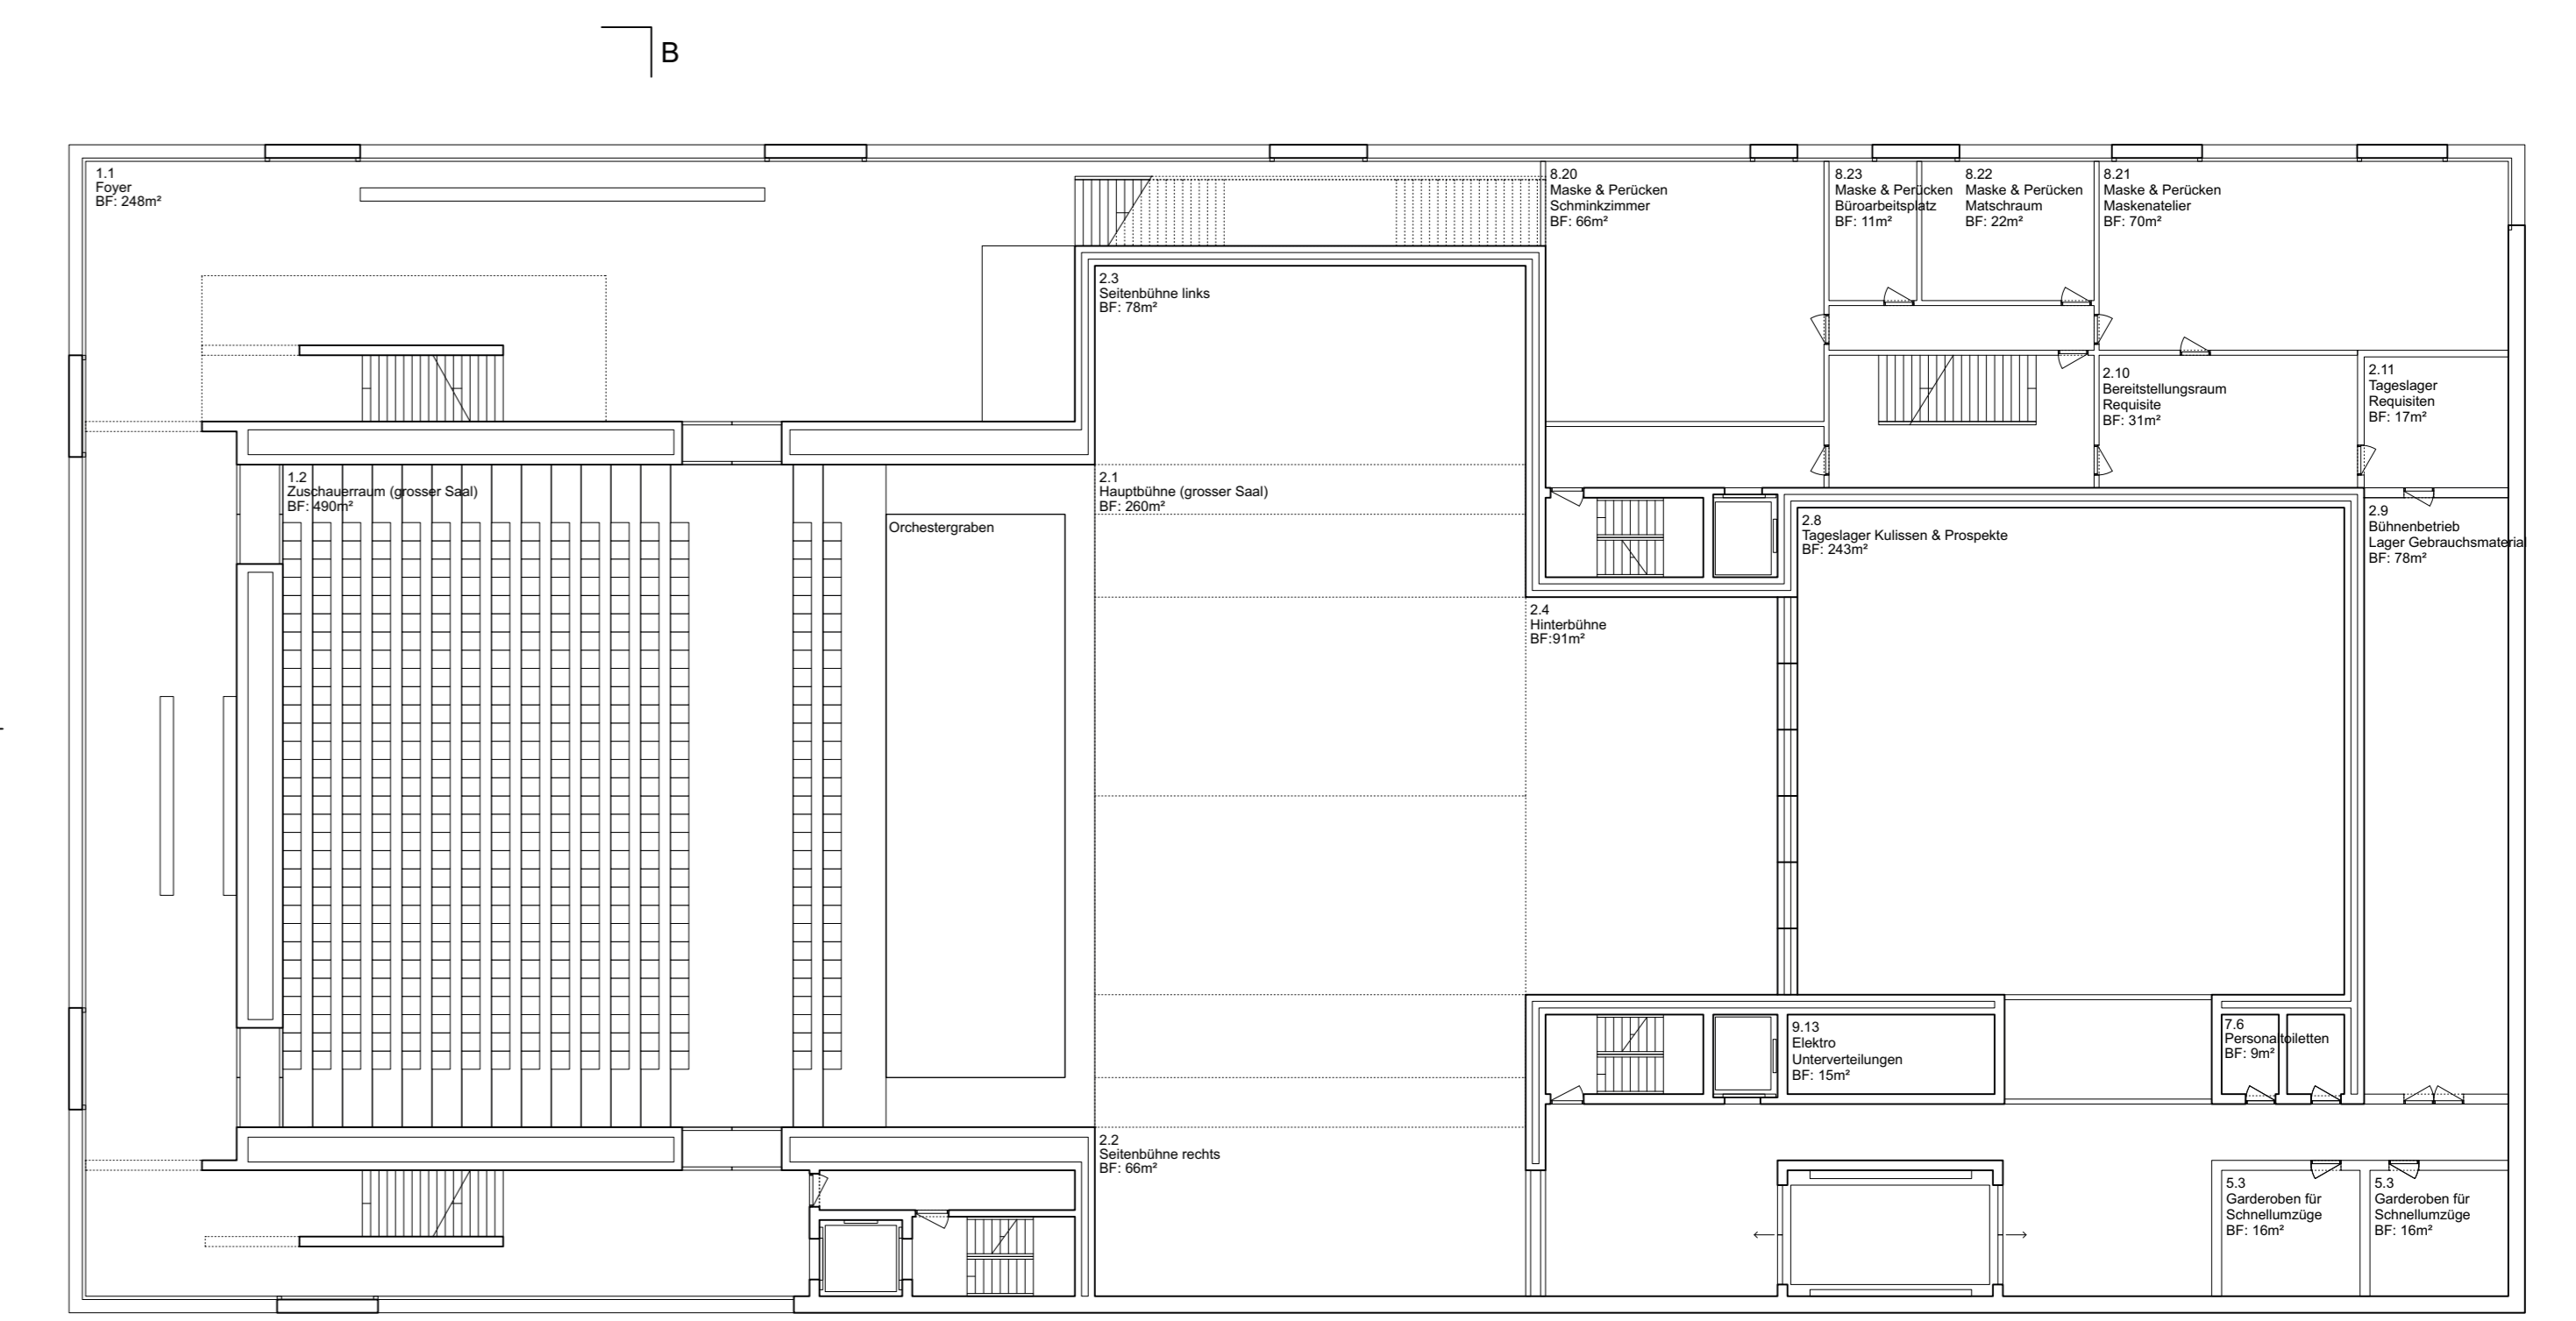 B
1.1
Foyer
BF: 248m²
8.20
Maske & Perücken
Schminkzimmer
BF: 66m²
8.23
Maske & Perücken
Büroarbeitsplatz
BF: 11m²
8.22
Maske & Perücken
Matschraum
BF: 22m²
8.21
Maske & Perücken
Maskenatelier
BF: 70m²
2.3
Seitenbühne links
BF: 78m²
2.10
Bereitstellungsraum
Requisite
BF: 31m²
2.11
Tageslager
Requisiten
BF: 17m²
1.2
Zuschauerraum (grosser Saal)
BF: 490m²
2.1
Hauptbühne (grosser Saal)
BF: 260m²
Orchestergraben
2.8
Tageslager Kulissen & Prospekte
BF: 243m²
2.9
Bühnenbetrieb
Lager Gebrauchsmaterial
BF: 78m²
2.4
Hinterbühne
BF:91m²
9.13
Elektro
Unterverteilungen
BF: 15m²
7.6
Personaltoiletten
BF: 9m²
2.2
Seitenbühne rechts
BF: 66m²
5.3
Garderoben für
Schnellumzüge
BF: 16m²
5.3
Garderoben für
Schnellumzüge
BF: 16m²